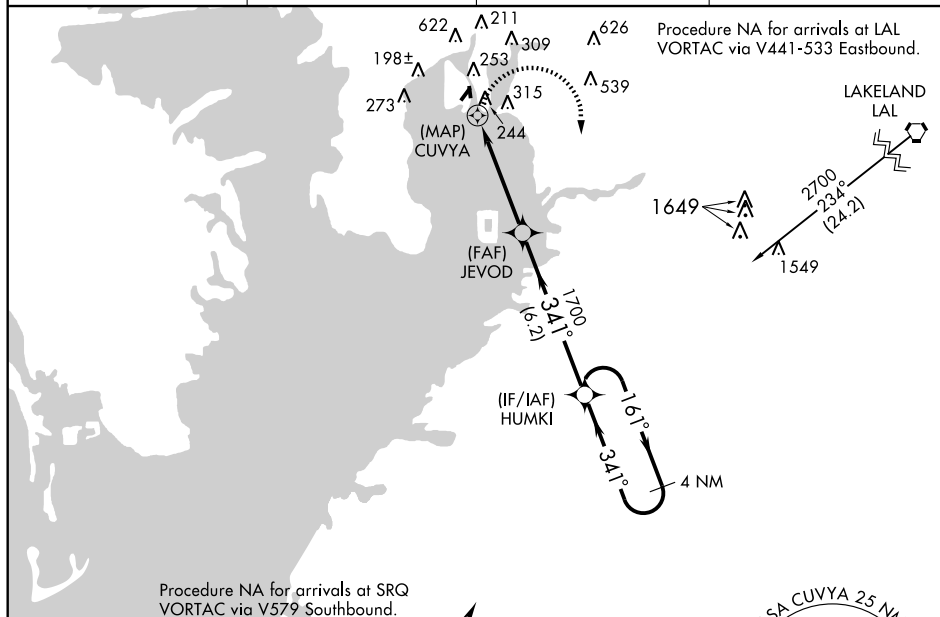 622
211
309
626
Procedure NA for arrivals at LAL
VORTAC via V441-533 Eastbound.
198±
253
539
273
315
244
(MAP)
CUVYA
LAKELAND
LAL
2700
234°
(24.2)
1649
1549
(FAF)
JEVOD
1700
341°
(6.2)
(IF/IAF)
HUMKI
161°
341°
4 NM
Procedure NA for arrivals at SRQ
VORTAC via V579 Southbound.
SA CUVYA 25 NM